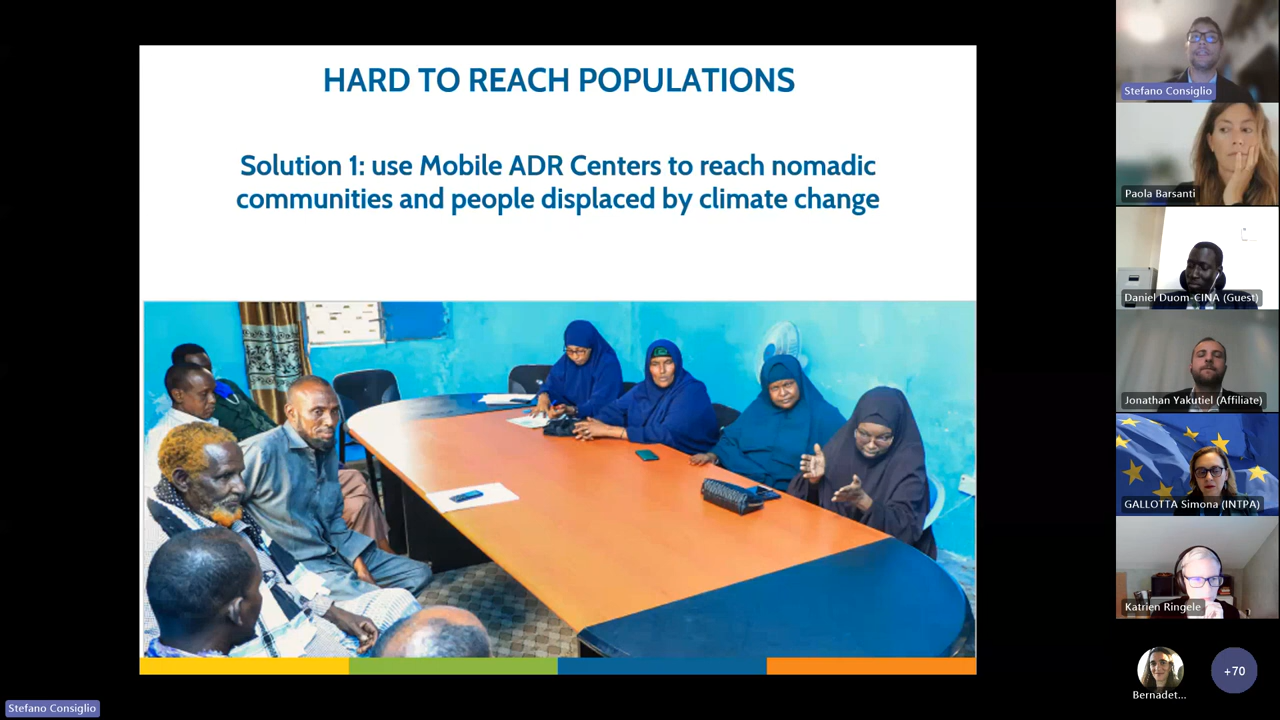 HARD TO REACH POPULATIONS
Solution 1: use Mobile ADR Centers to reach nomadic
communities and people displaced by climate change
Stefano Consiglio
Paola Barsanti
Daniel Duom-CINA (Guest)
Jonathan Yakutiel (Affiliate)
GALLOTTA Simona (INTPA)
Katrien Ringele
Bernadet...
+70
Stefano Consiglio